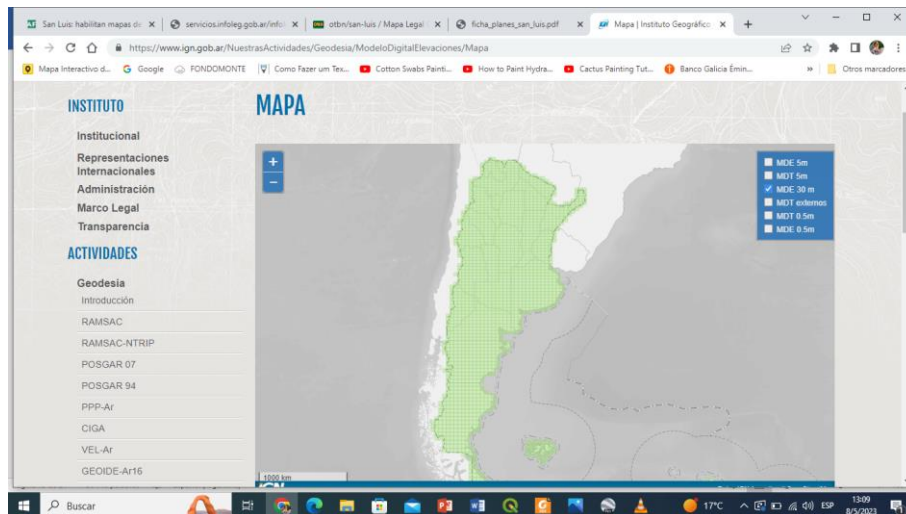 San Luis: habilitan mapas de
servicios.infoleg.gob.ar/infol
otbn/san-luis / Mapa Legal
ficha_planes_san_luis.pdf
Mapa | Instituto Geográfico
https://www.ign.gob.ar/NuestrasActividades/Geodesia/ModeloDigitalElevaciones/Mapa
Mapa Interactivo d...
Google
FONDOMONTE
Como Fazer um Tex...
Cotton Swabs Painti...
How to Paint Hydra...
Cactus Painting Tut...
Banco Galicia Émin...
»
Otros marcadores
INSTITUTO
Institucional
Representaciones
Internacionales
Administración
Marco Legal
Transparencia
ACTIVIDADES
Geodesia
Introducción
RAMSAC
RAMSAC-NTRIP
POSGAR 07
POSGAR 94
PPP-Ar
CIGA
VEL-Ar
GEOIDE-Ar16
MAPA
+
−
MDE 5m
MDT 5m
MDE 30 m
MDT externos
MDT 0.5m
MDE 0.5m
1000 km
IGN
Buscar
17°C
ESP
13:09
8/5/2023